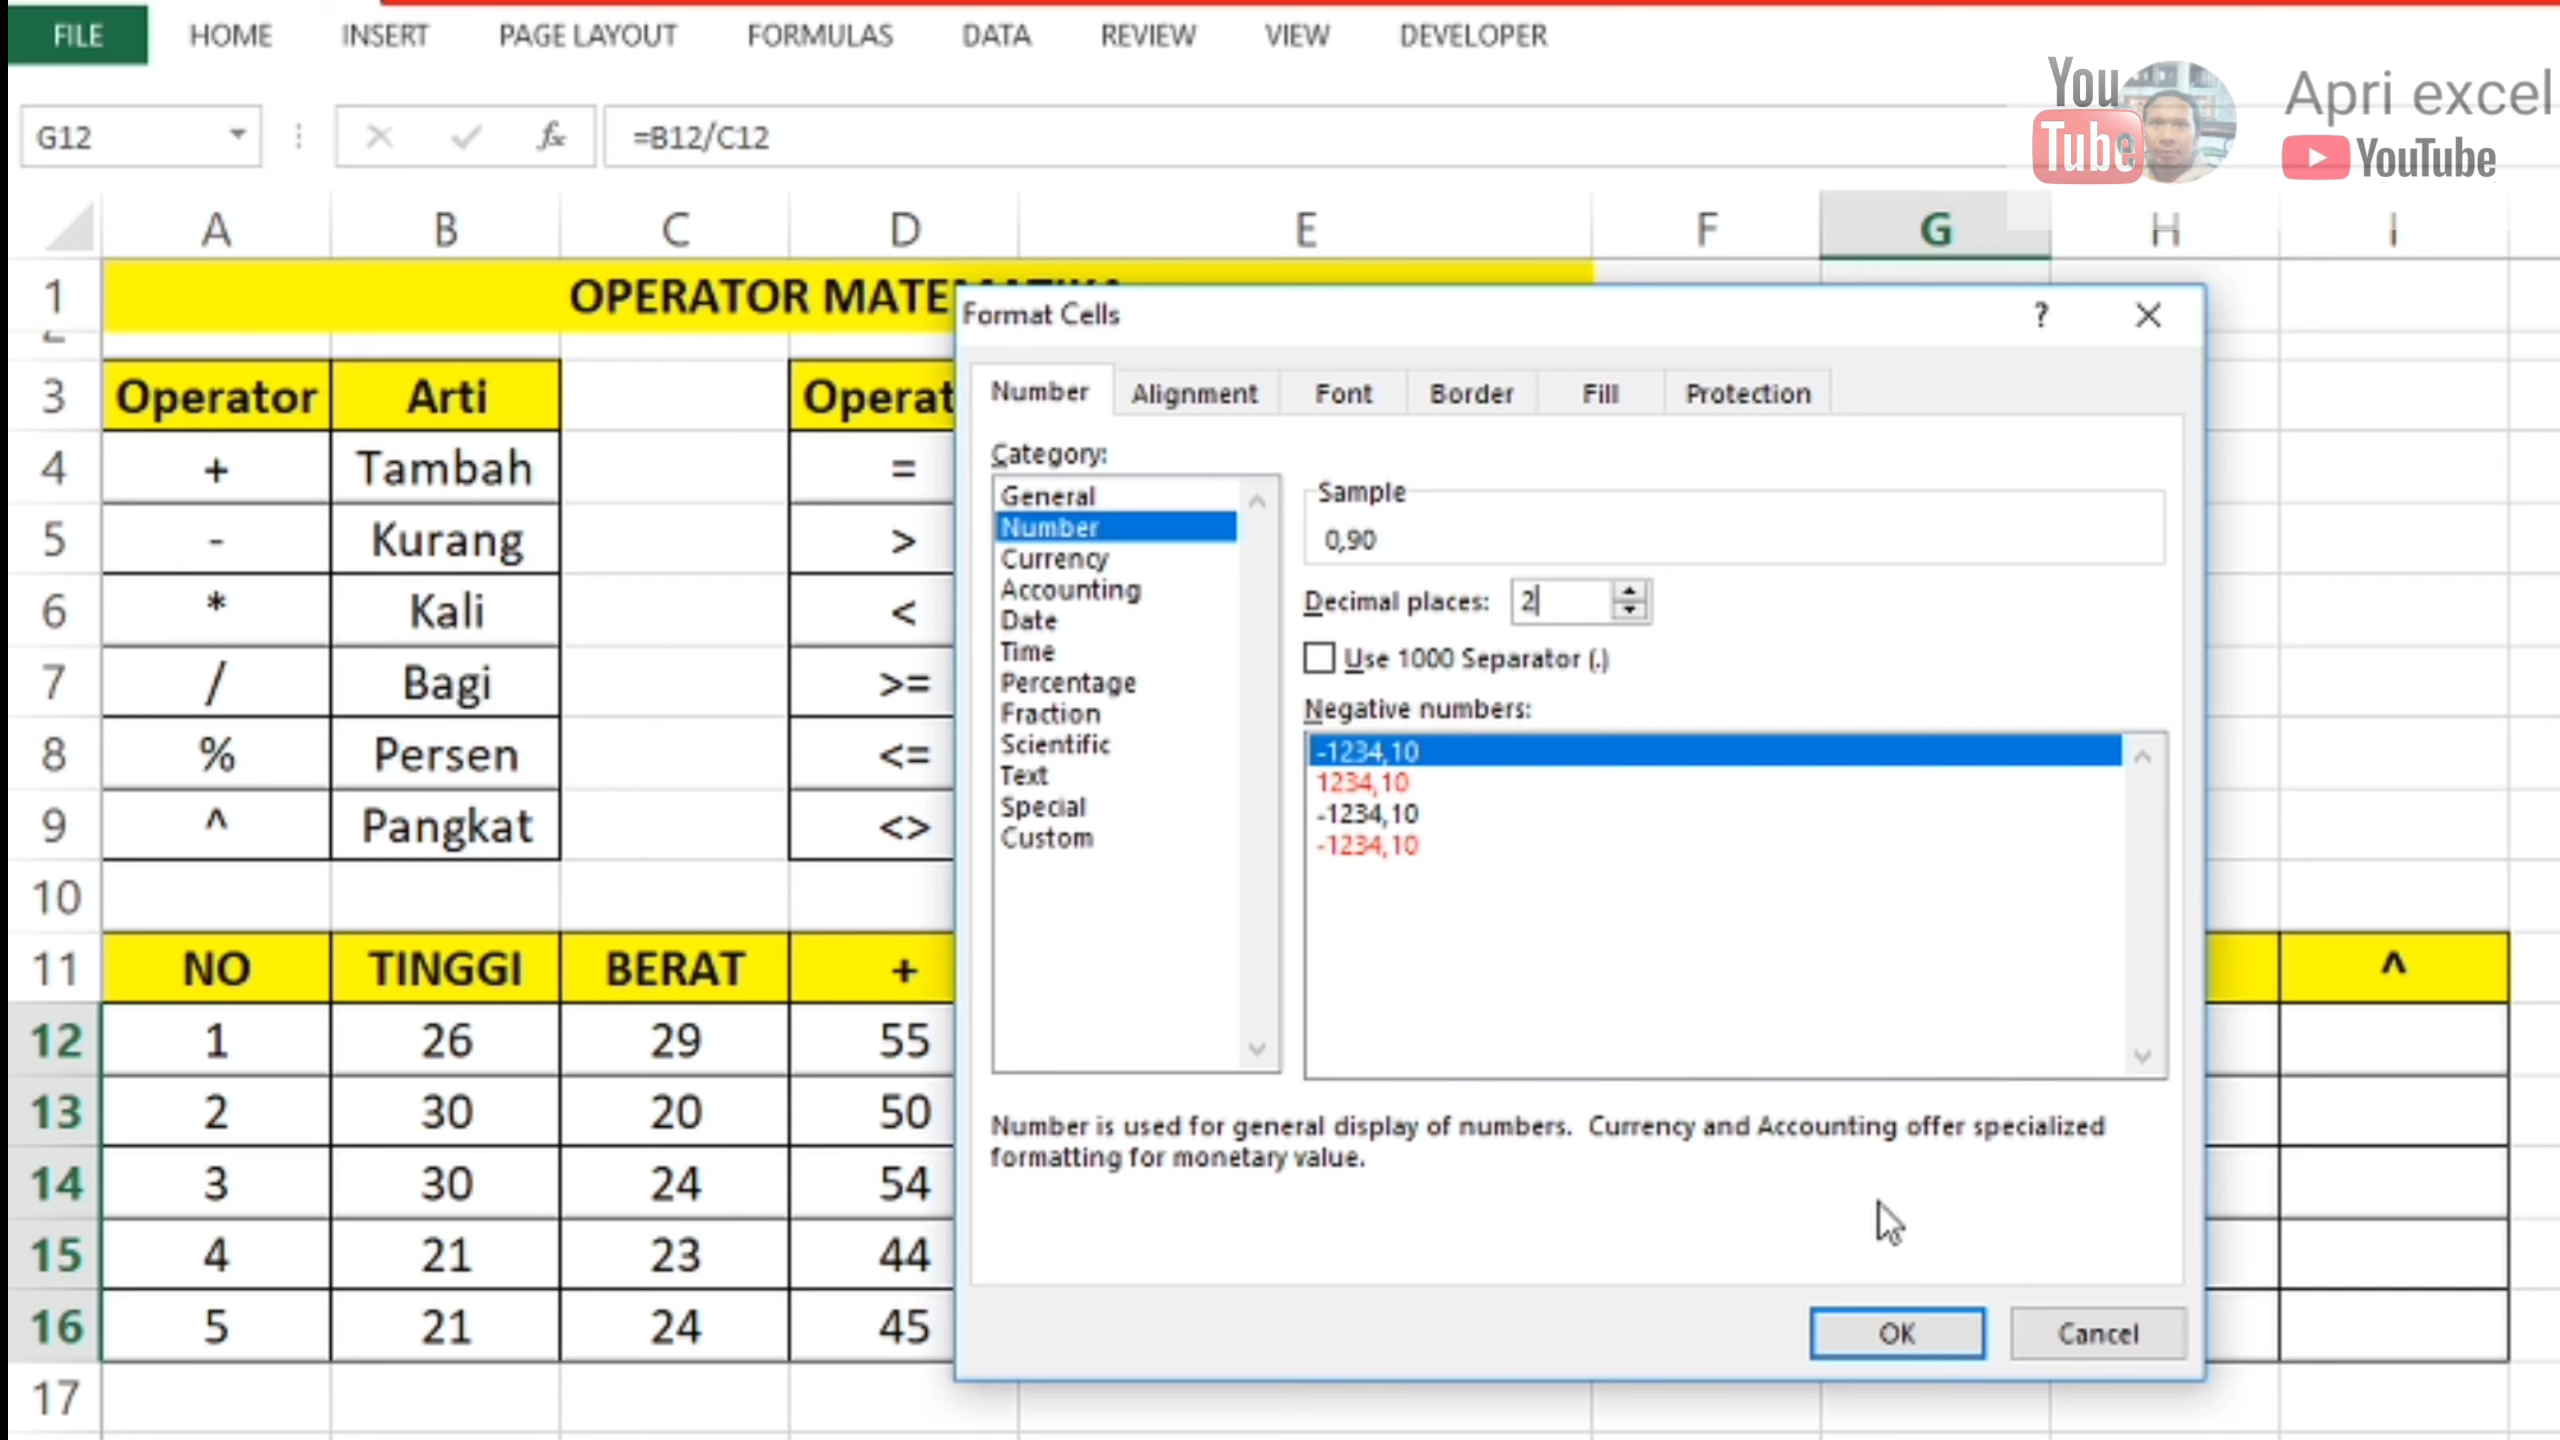 FILE HOME INSERT PAGE LAYOUT FORMULAS DATA REVIEW VIEW DEVELOPER
You Tube Apri excel
YouTube
G12 fx =B12/C12
A B C D E F G H I
1 OPERATOR MATE
Format Cells ?
Number Alignment Font Border Fill Protection
3 Operator Arti Operat
4 + Tambah =
5 - Kurang >
6 * Kali <
7 / Bagi >=
8 % Persen <=
9 ^ Pangkat <>
10
11 NO TINGGI BERAT + ^
12 1 26 29 55
13 2 30 20 50
14 3 30 24 54
15 4 21 23 44
16 5 21 24 45
17
Category:
General
Number
Currency
Accounting
Date
Time
Percentage
Fraction
Scientific
Text
Special
Custom
Sample
0,90
Decimal places: 2
Use 1000 Separator (.)
Negative numbers:
-1234,10
1234,10
-1234,10
-1234,10
Number is used for general display of numbers. Currency and Accounting offer specialized
formatting for monetary value.
OK Cancel